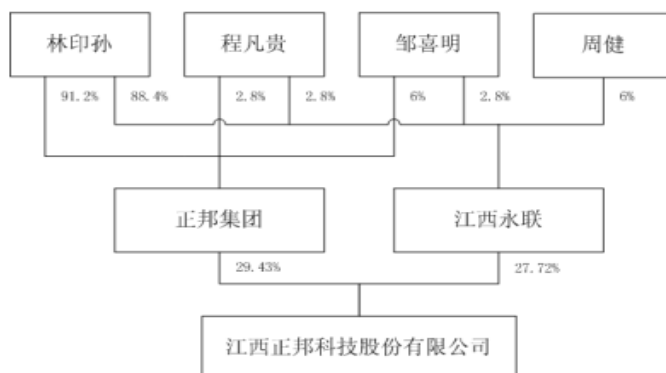 林印孙 程凡贵 邹喜明 周健
91.2% 88.4% 2.8% 2.8% 6% 2.8% 6%
正邦集团 江西永联
29.43% 27.72%
江西正邦科技股份有限公司